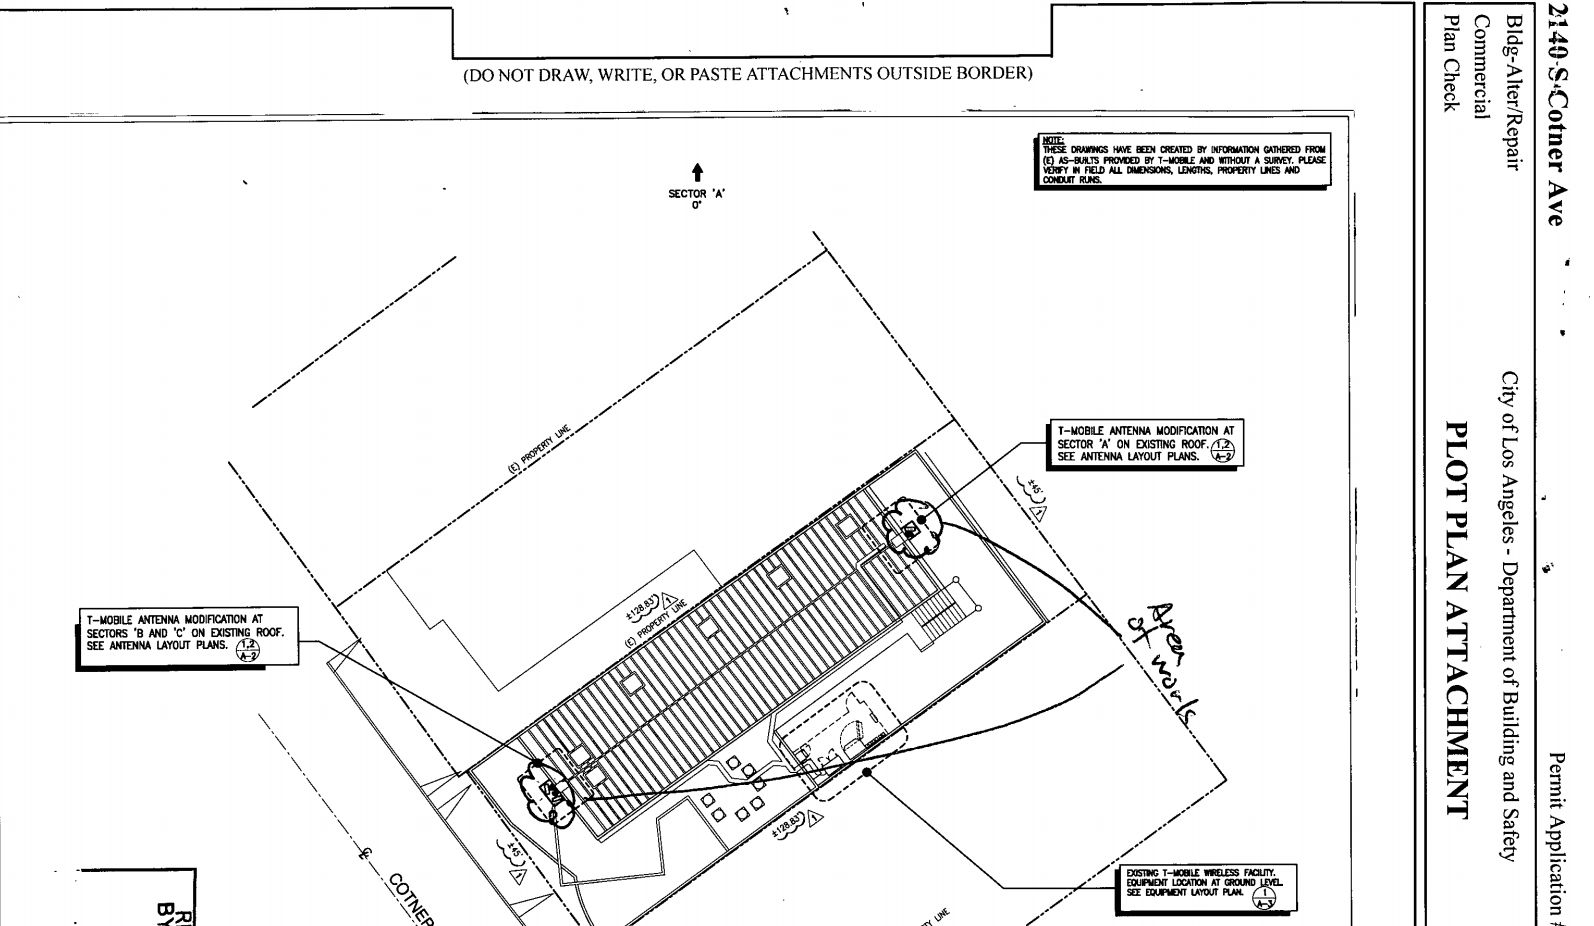 (DO NOT DRAW, WRITE, OR PASTE ATTACHMENTS OUTSIDE BORDER)
2140 S Cotner Ave
Bldg-Alter/Repair
Commercial
Plan Check
City of Los Angeles - Department of Building and Safety
PLOT PLAN ATTACHMENT
Permit Application #
NOTE:
THESE DRAWINGS HAVE BEEN CREATED BY INFORMATION GATHERED FROM
(E) AS-BUILTS PROVIDED BY T-MOBILE AND WITHOUT A SURVEY. PLEASE
VERIFY IN FIELD ALL DIMENSIONS, LENGTHS, PROPERTY LINES AND
CONDUIT RUNS.
SECTOR 'A'
0°
(E) PROPERTY LINE
T-MOBILE ANTENNA MODIFICATION AT
SECTOR 'A' ON EXISTING ROOF. 1,2
SEE ANTENNA LAYOUT PLANS. A-2
±45'
1
±128.83'
(E) PROPERTY LINE
T-MOBILE ANTENNA MODIFICATION AT
SECTORS 'B' AND 'C' ON EXISTING ROOF.
SEE ANTENNA LAYOUT PLANS. 1,2
A-2
Area
of work
±128.83'
1
±45'
1
EXISTING T-MOBILE WIRELESS FACILITY.
EQUIPMENT LOCATION AT GROUND LEVEL.
SEE EQUIPMENT LAYOUT PLAN. 1
A-3
COTNER
LINE
BY